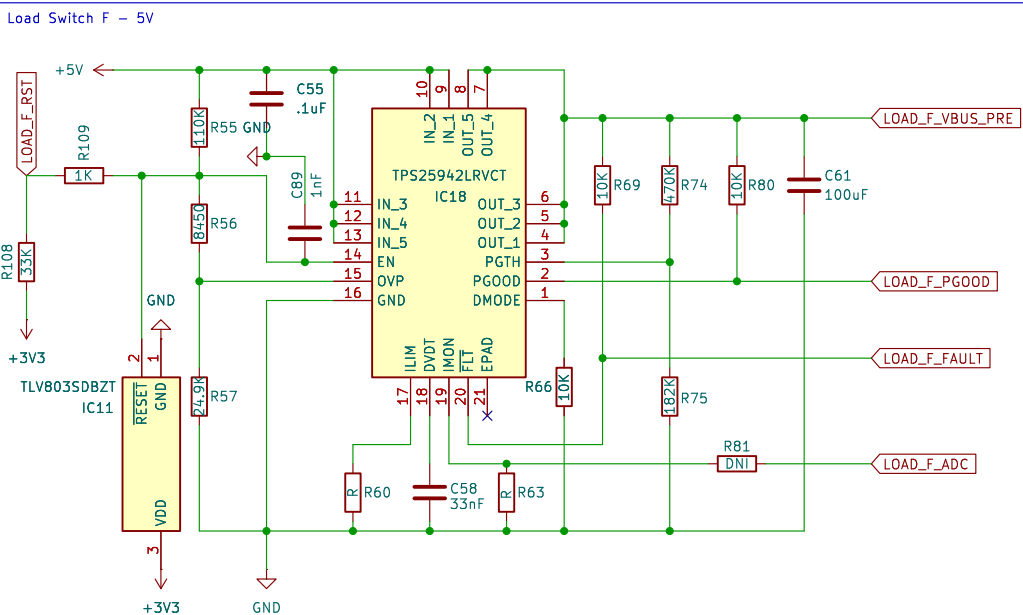 Load Switch F - 5V
+5V
LOAD_F_RST
R109
1K
R108
33K
+3V3
110K
R55
GND
C55
.1uF
C89
1nF
8450
R56
24.9K
R57
GND
TLV803SDBZT
IC11
2
1
RESET
GND
VDD
3
+3V3
10
9
8
7
IN_2
IN_1
OUT_5
OUT_4
TPS25942LRVCT
IC18
11
IN_3
12
IN_4
13
IN_5
14
EN
15
OVP
16
GND
OUT_3
6
OUT_2
5
OUT_1
4
PGTH
3
PGOOD
2
DMODE
1
ILIM
DVDT
IMON
FLT
EPAD
17
18
19
20
21
R
R60
C58
33nF
R
R63
R66
10K
10K
R69
470K
R74
10K
R80
C61
100uF
182K
R75
R81
DNI
LOAD_F_VBUS_PRE
LOAD_F_PGOOD
LOAD_F_FAULT
LOAD_F_ADC
GND